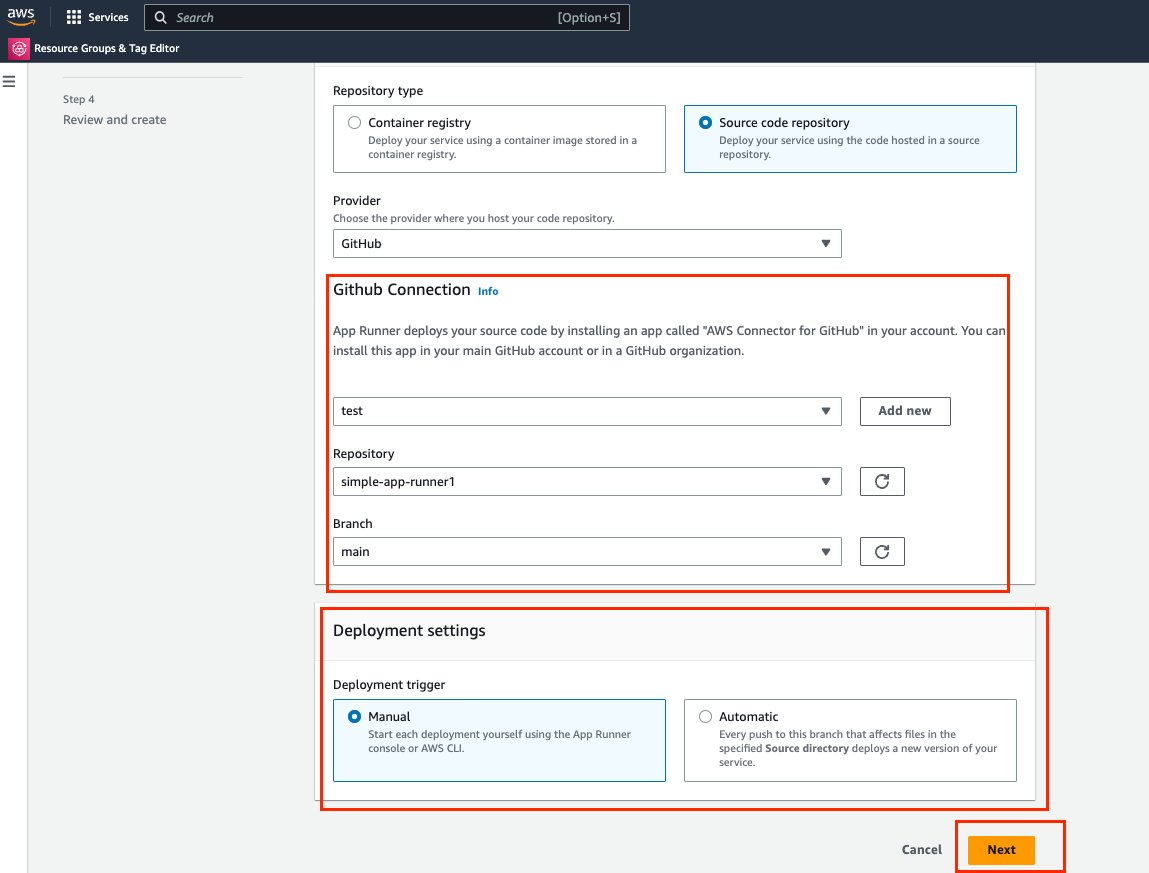 aws
Services
Search
[Option+S]
Resource Groups & Tag Editor
Step 4
Review and create
Repository type
Container registry
Deploy your service using a container image stored in a
container registry.
Source code repository
Deploy your service using the code hosted in a source
repository.
Provider
Choose the provider where you host your code repository.
GitHub
Github Connection Info
App Runner deploys your source code by installing an app called "AWS Connector for GitHub" in your account. You can
install this app in your main GitHub account or in a GitHub organization.
test
Add new
Repository
simple-app-runner1
Branch
main
Deployment settings
Deployment trigger
Manual
Start each deployment yourself using the App Runner
console or AWS CLI.
Automatic
Every push to this branch that affects files in the
specified Source directory deploys a new version of your
service.
Cancel
Next